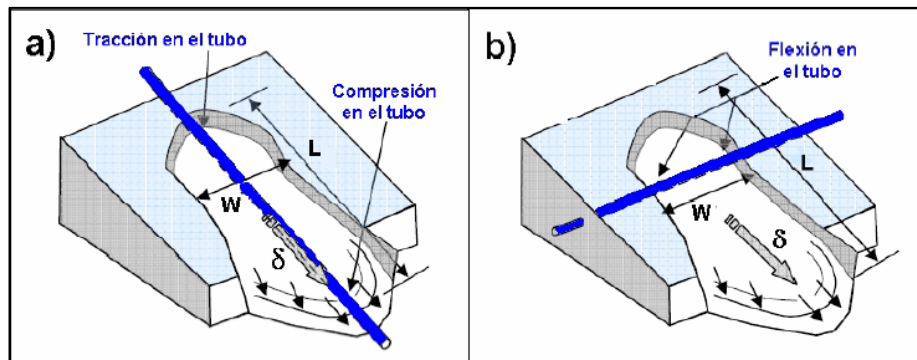 a)
Tracción en el tubo
Compresión
en el tubo
L
W
δ
b)
Flexión en
el tubo
L
W
δ